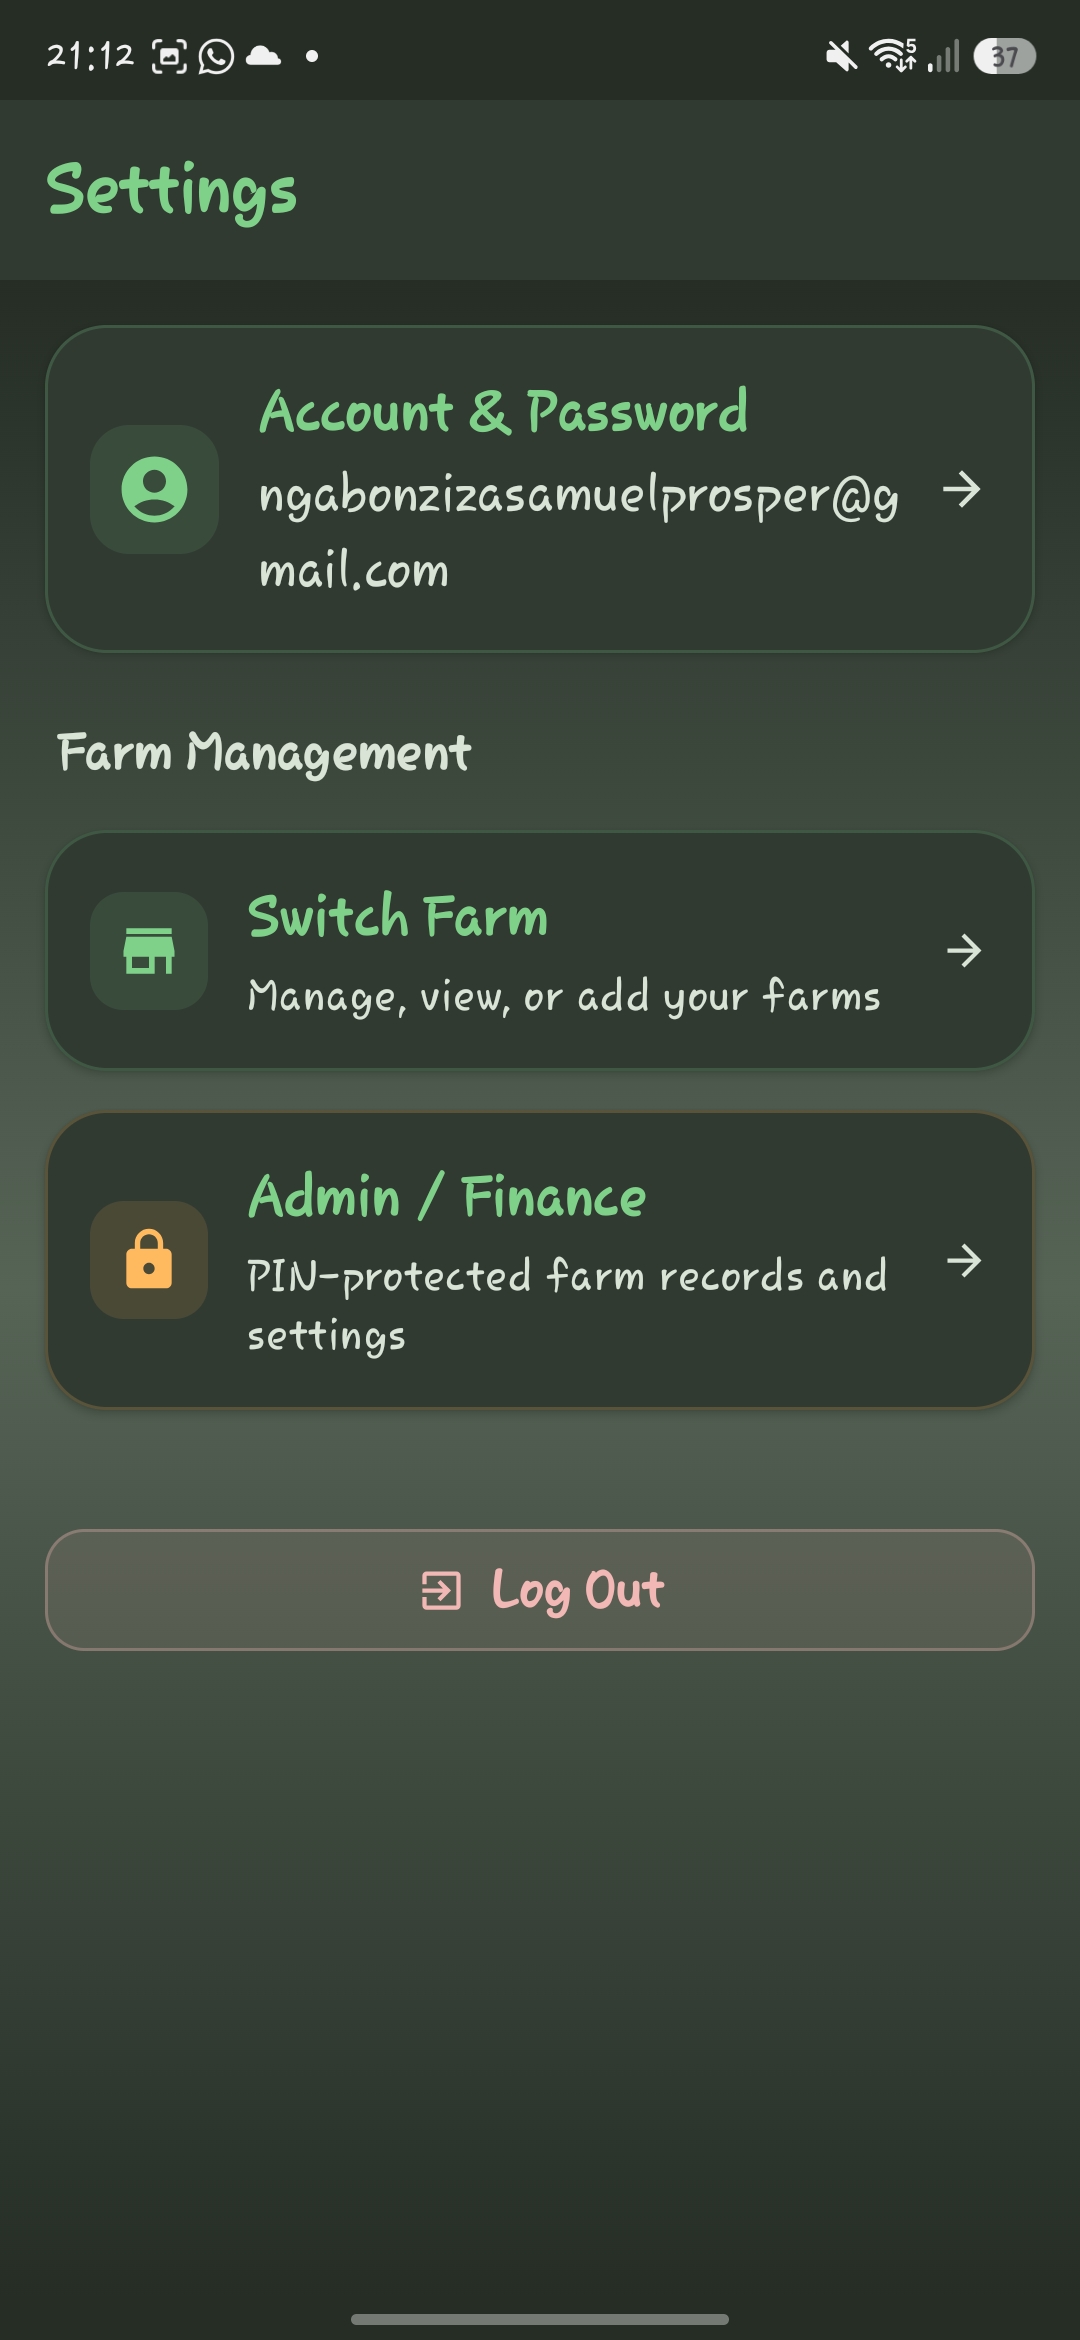 21:12
5
37
Settings
Account & Password
ngabonzizasamuelprosper@g
mail.com
Farm Management
Switch Farm
Manage, view, or add your farms
Admin / Finance
PIN-protected farm records and
settings
Log Out